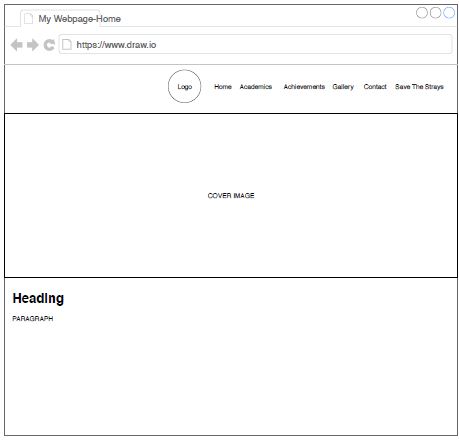 My Webpage-Home
https://www.draw.io
Logo Home Academics Achievements Gallery Contact Save The Strays
COVER IMAGE
Heading
PARAGRAPH